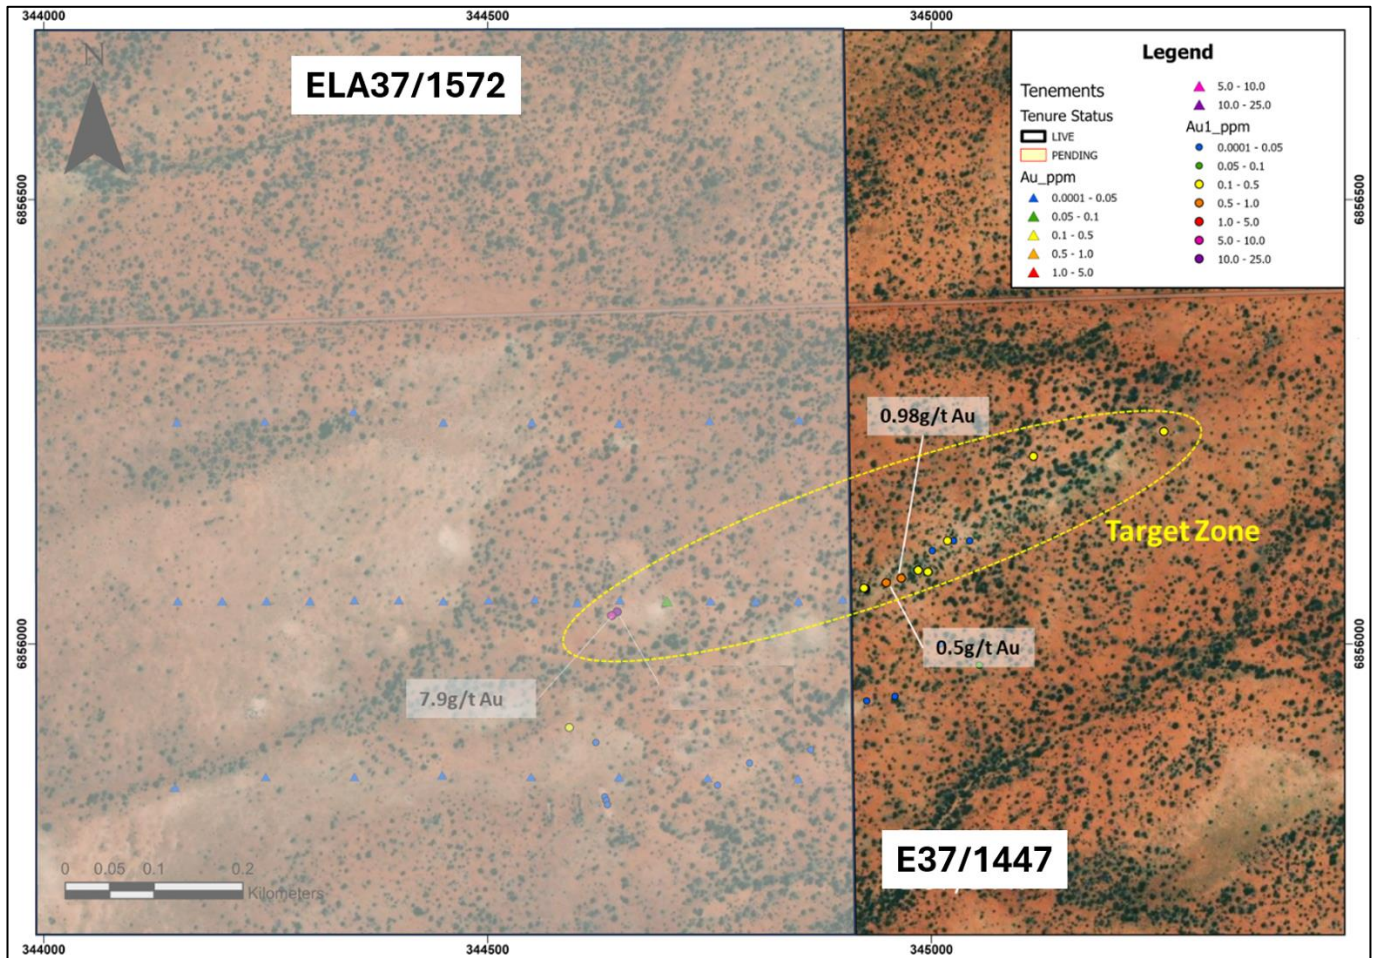 344000
344500
345000
N
ELA37/1572
Legend
Tenements
Tenure Status
LIVE
PENDING
Au_ppm
0.0001 - 0.05
0.05 - 0.1
0.1 - 0.5
0.5 - 1.0
1.0 - 5.0
5.0 - 10.0
10.0 - 25.0
Au1_ppm
0.0001 - 0.05
0.05 - 0.1
0.1 - 0.5
0.5 - 1.0
1.0 - 5.0
5.0 - 10.0
10.0 - 25.0
6856500
6856500
0.98g/t Au
Target Zone
6856000
6856000
0.5g/t Au
7.9g/t Au
E37/1447
0
0.05
0.1
0.2
Kilometers
344000
344500
345000